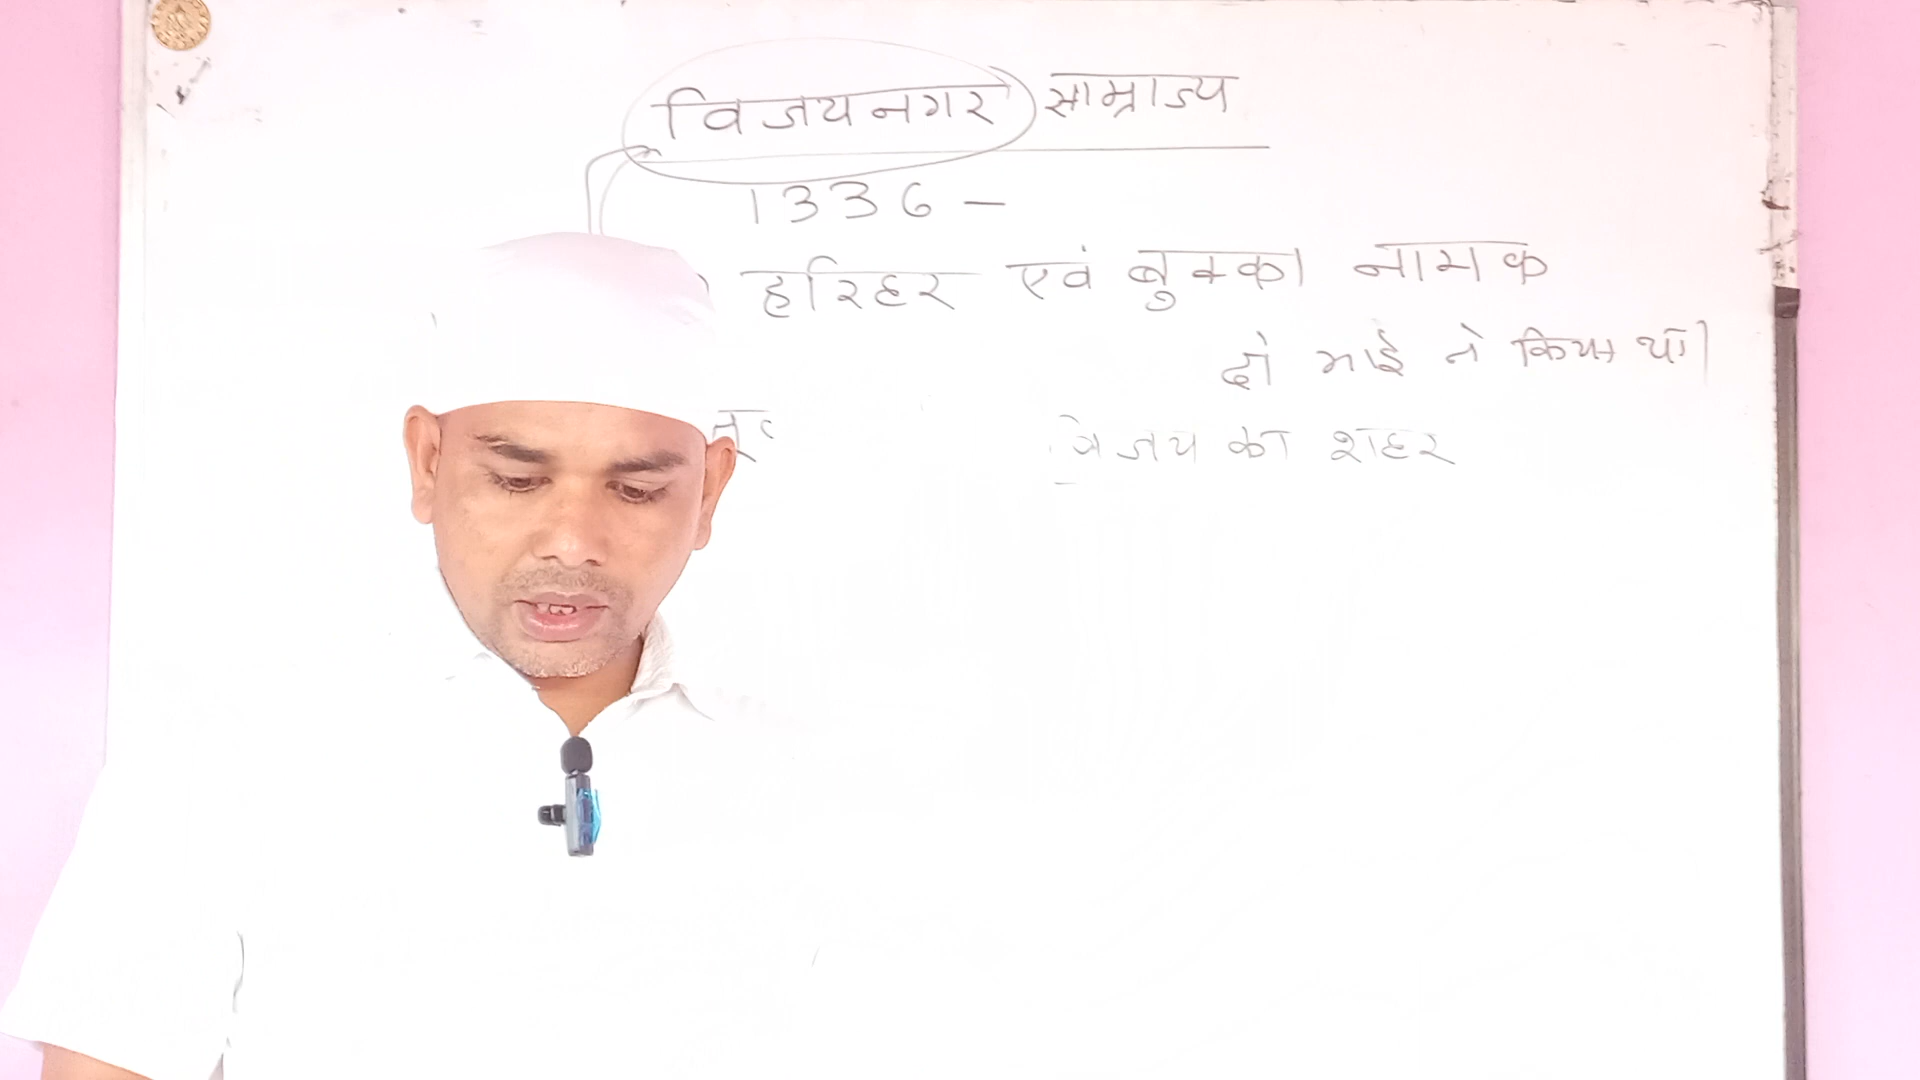 विजयनगर साम्राज्य
1336 –
हरिहर एवं बुक्का नामक
दो भाई ने किया था।
विजय का शहर